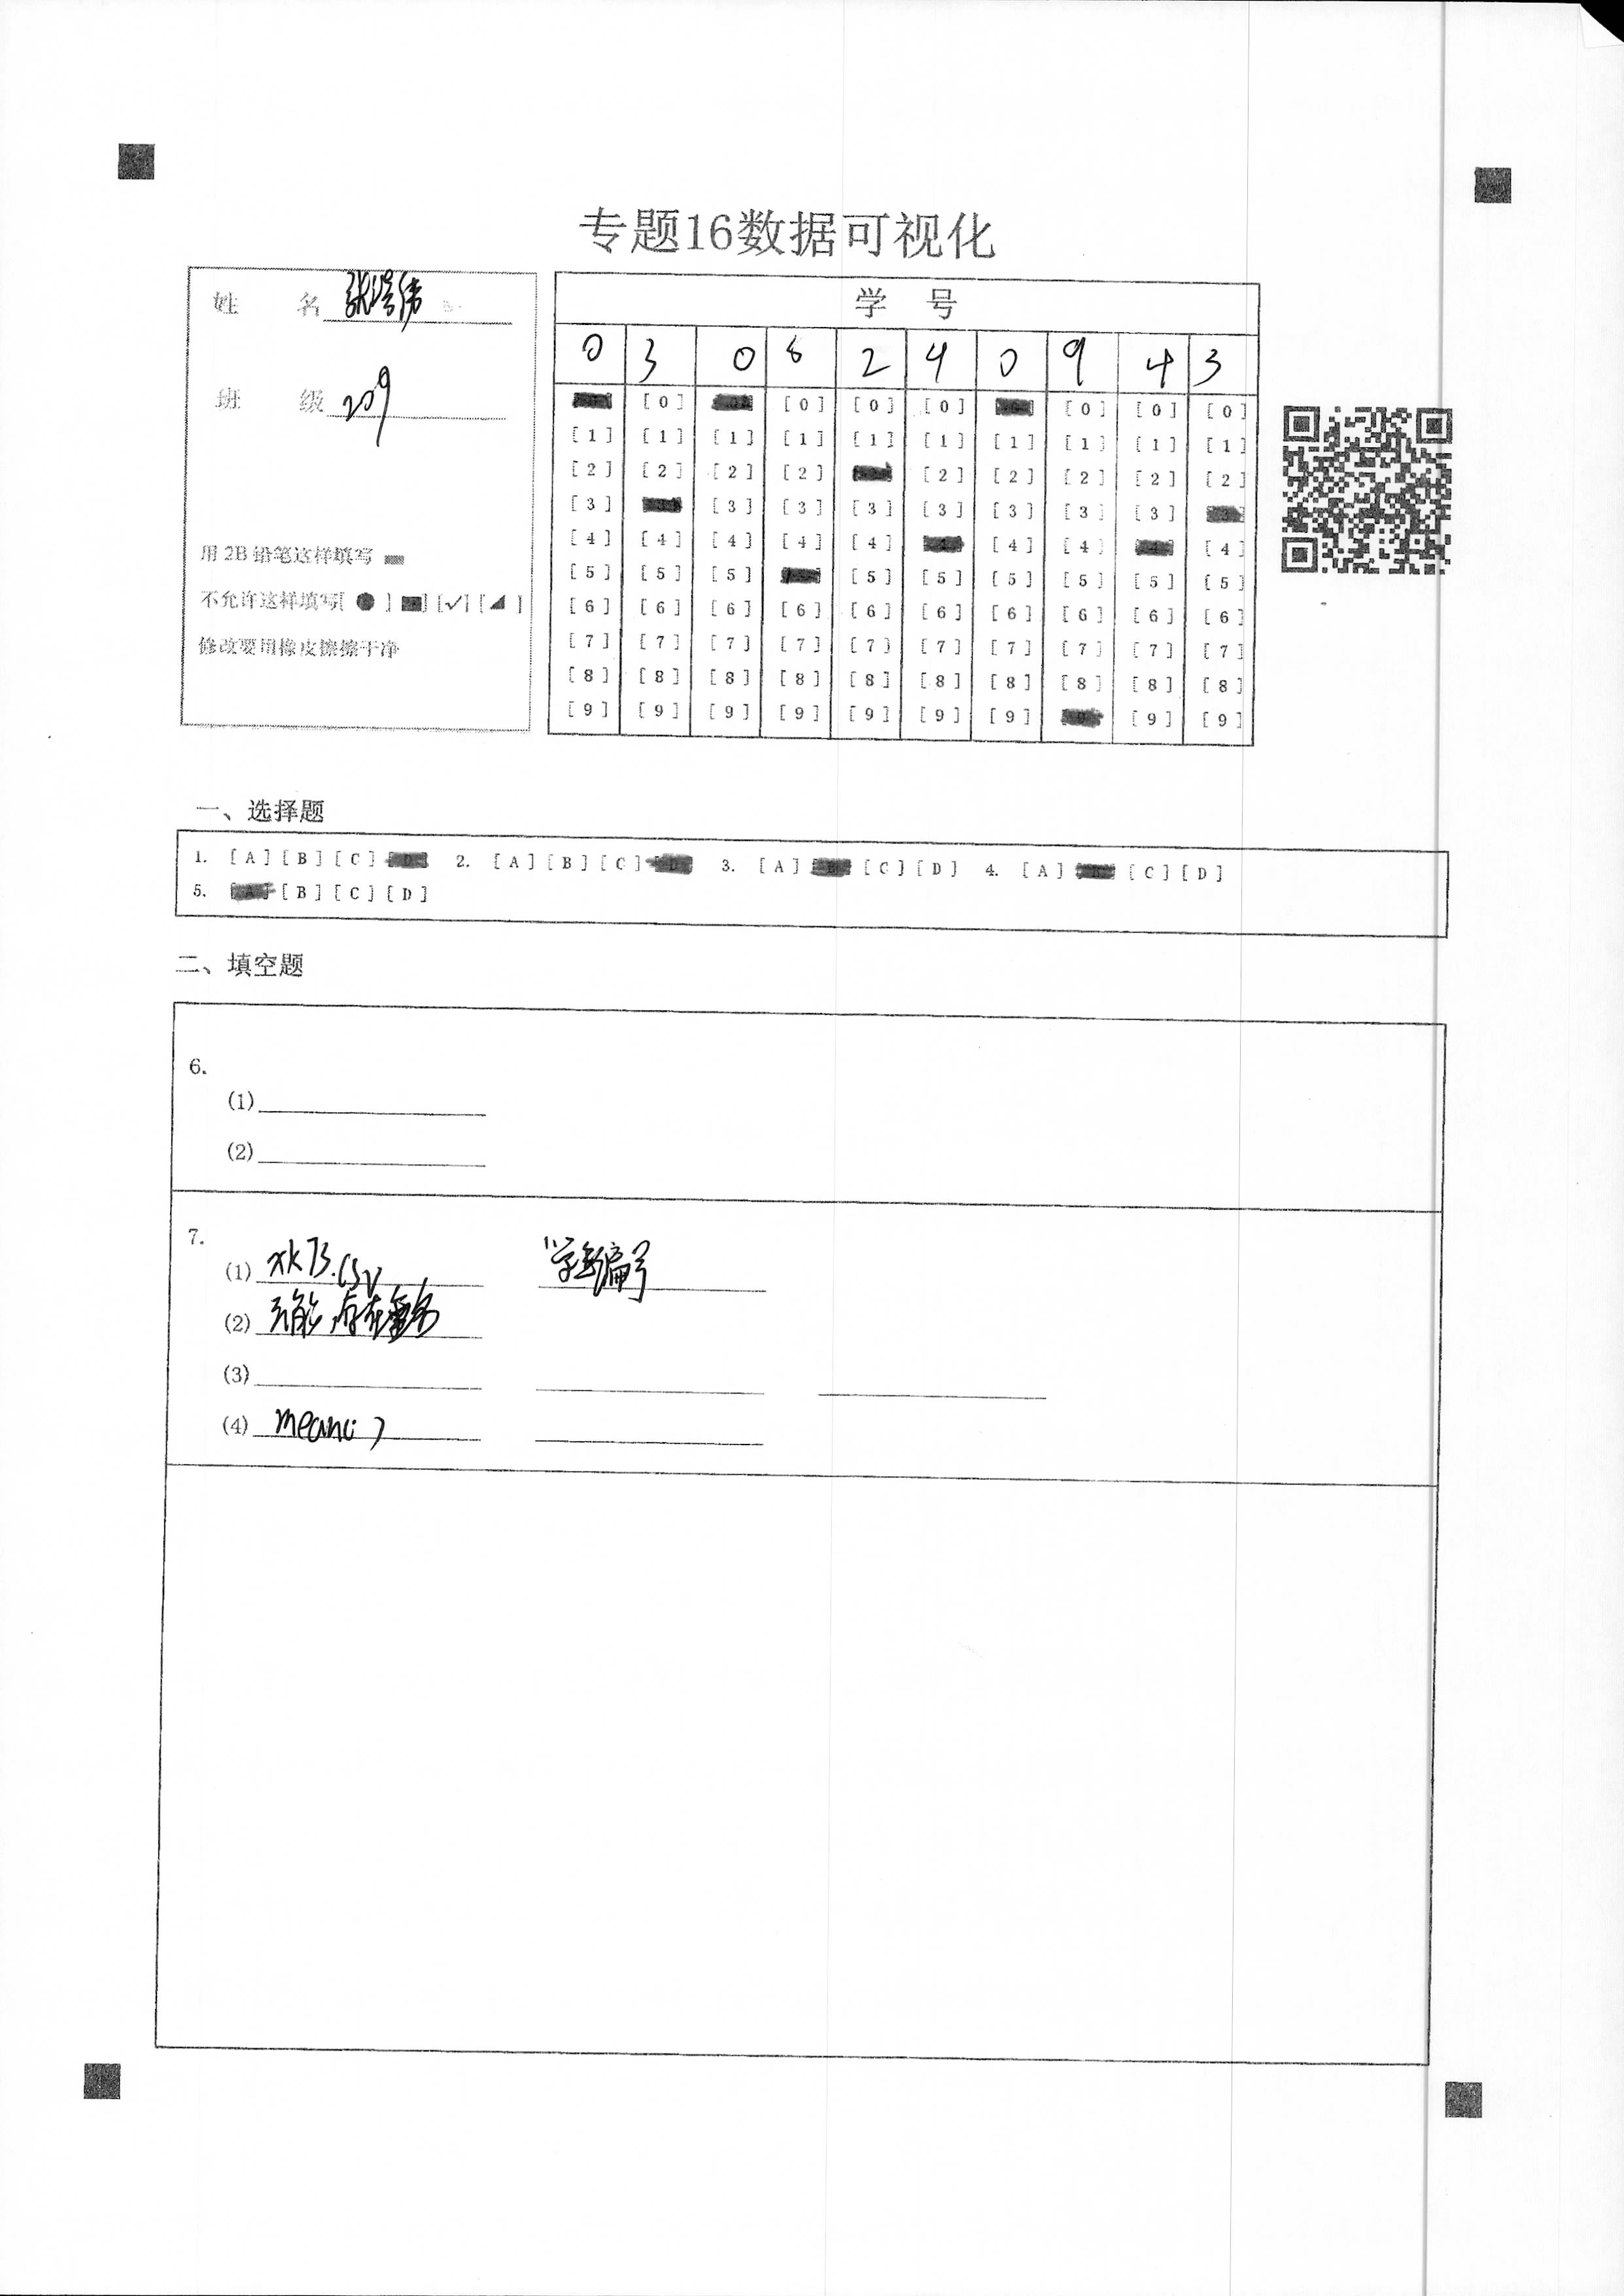 专题16数据可视化
姓 名 张
班 级 209
用2B铅笔这样填写
不允许这样填写[ ● ] ■] [✓] [◢ ]
修改要用橡皮擦擦干净
学 号
0 3 0 8 2 4 0 9 4 3
[0] [0] [0] [0] [0] [0] [0]
[1] [1] [1] [1] [1] [1] [1] [1] [1] [1]
[2] [2] [2] [2] [2] [2] [2] [2] [2]
[3] [3] [3] [3] [3] [3] [3] [3]
[4] [4] [4] [4] [4] [4] [4] [4]
[5] [5] [5] [5] [5] [5] [5] [5] [5]
[6] [6] [6] [6] [6] [6] [6] [6] [6] [6]
[7] [7] [7] [7] [7] [7] [7] [7] [7] [7]
[8] [8] [8] [8] [8] [8] [8] [8] [8] [8]
[9] [9] [9] [9] [9] [9] [9] [9] [9]
一、选择题
1. [A] [B] [C] [D] 2. [A] [B] [C] [D] 3. [A] [B] [C] [D] 4. [A] [B] [C] [D]
5. [A] [B] [C] [D]
二、填空题
6.
(1)
(2)
7.
(1) xk73.csv "学生编号
(2) 不能,存在重名
(3)
(4) mean()